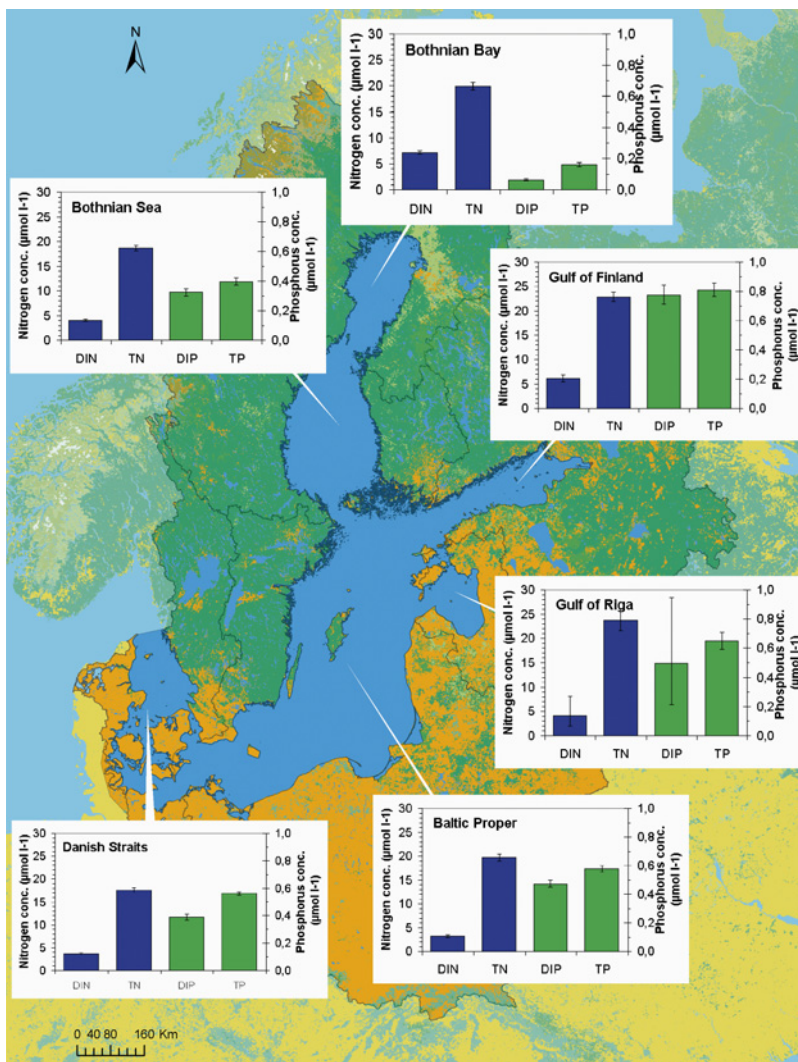 N
Bothnian Bay
Nitrogen conc. (µmol l-1)
30
25
20
15
10
5
0
DIN TN DIP TP
1,0
0,8
0,6
0,4
0,2
0,0
Phosphorus conc.
(µmol l-1)
Bothnian Sea
Nitrogen conc. (µmol l-1)
30
25
20
15
10
5
0
DIN TN DIP TP
1,0
0,8
0,6
0,4
0,2
0,0
Phosphorus conc.
(µmol l-1)
Gulf of Finland
Nitrogen conc. (µmol l-1)
30
25
20
15
10
5
0
DIN TN DIP TP
1,0
0,8
0,6
0,4
0,2
0,0
Phosphorus conc.
(µmol l-1)
Gulf of Riga
Nitrogen conc. (µmol l-1)
30
25
20
15
10
5
0
DIN TN DIP TP
1,0
0,8
0,6
0,4
0,2
0,0
Phosphorus conc.
(µmol l-1)
Baltic Proper
Nitrogen conc. (µmol l-1)
30
25
20
15
10
5
0
DIN TN DIP TP
1,0
0,8
0,6
0,4
0,2
0,0
Phosphorus conc.
(µmol l-1)
Danish Straits
Nitrogen conc. (µmol l-1)
30
25
20
15
10
5
0
DIN TN DIP TP
1,0
0,8
0,6
0,4
0,2
0,0
Phosphorus conc.
(µmol l-1)
0 40 80 160 Km